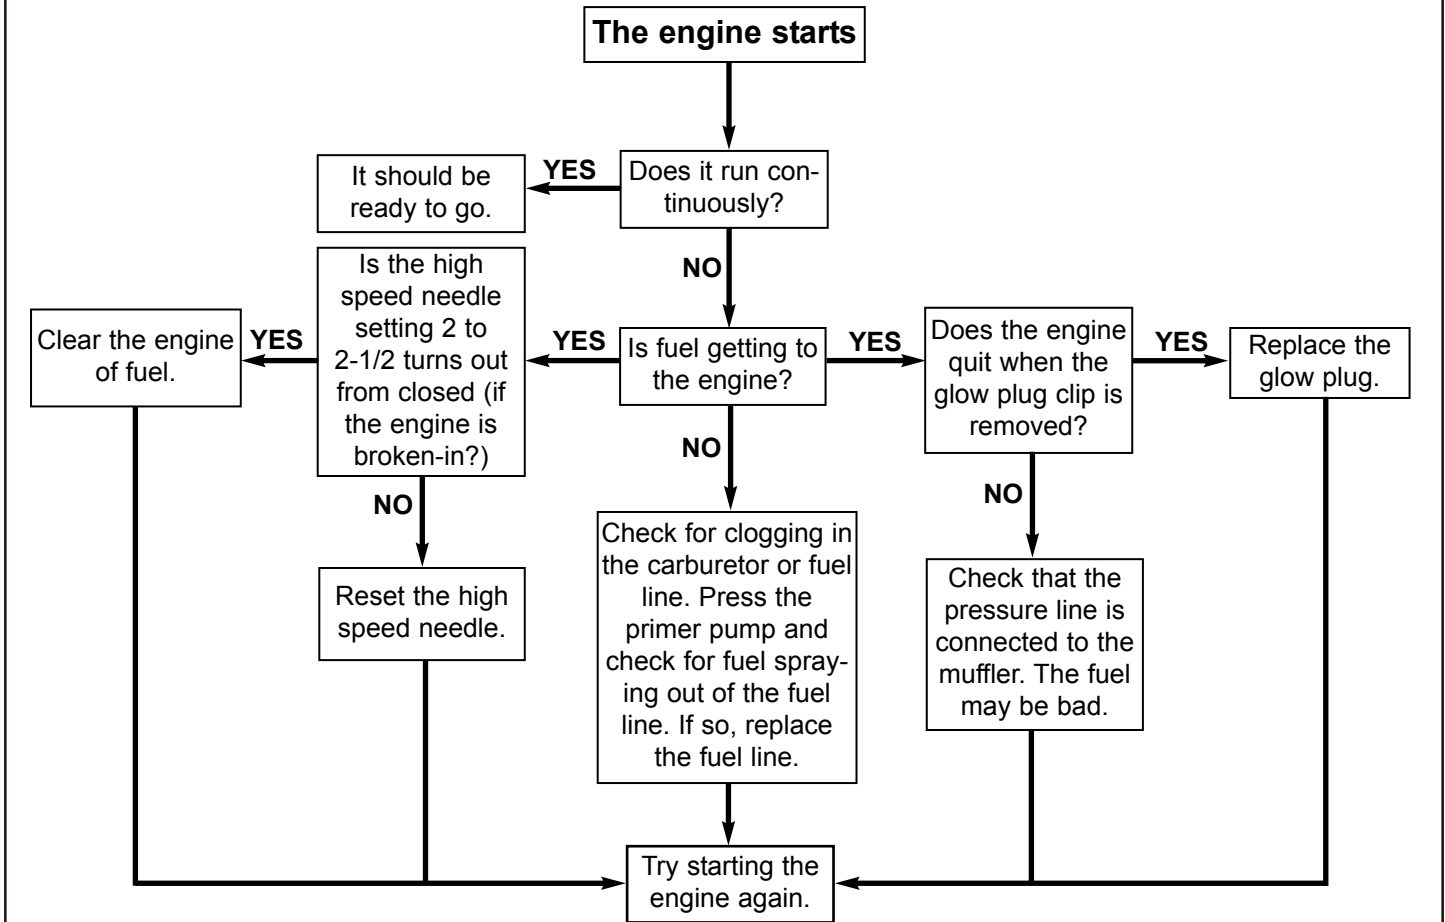 The engine starts
Does it run con-
tinuously?
YES
It should be
ready to go.
NO
Is fuel getting to
the engine?
YES
Is the high
speed needle
setting 2 to
2-1/2 turns out
from closed (if
the engine is
broken-in?)
YES
Clear the engine
of fuel.
NO
Reset the high
speed needle.
NO
Check for clogging in
the carburetor or fuel
line. Press the
primer pump and
check for fuel spray-
ing out of the fuel
line. If so, replace
the fuel line.
YES
Does the engine
quit when the
glow plug clip is
removed?
YES
Replace the
glow plug.
NO
Check that the
pressure line is
connected to the
muffler. The fuel
may be bad.
Try starting the
engine again.